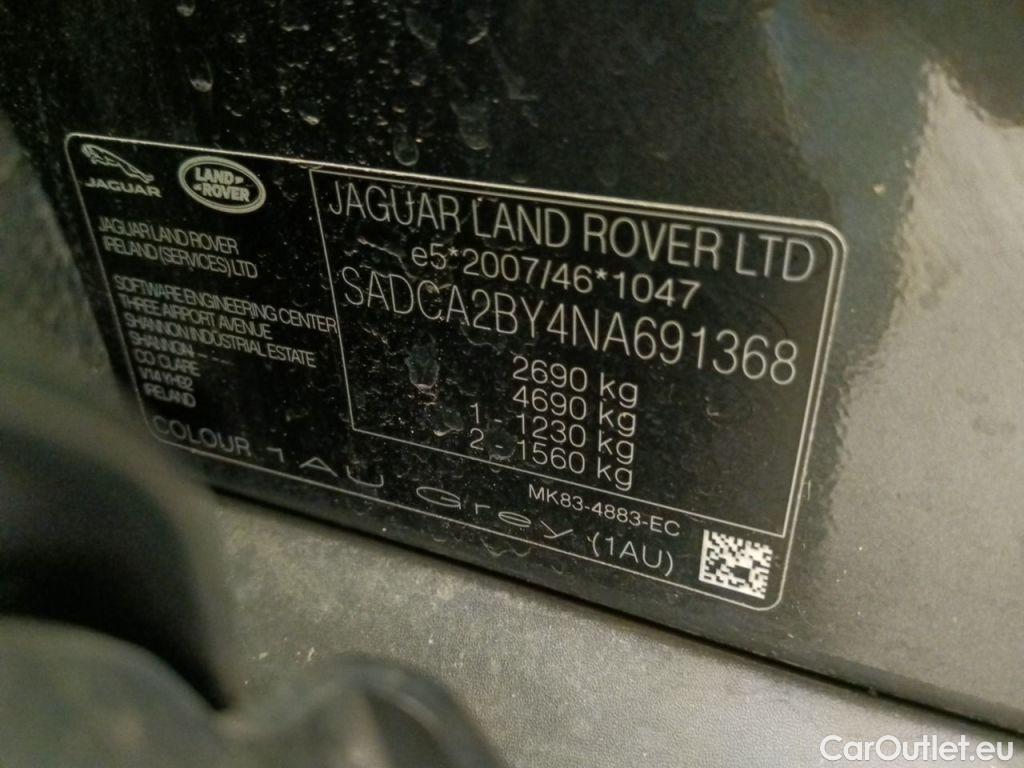 JAGUAR
LAND
ROVER
JAGUAR LAND ROVER
IRELAND (SERVICES) LTD
SOFTWARE ENGINEERING CENTER
THREE AIRPORT AVENUE
SHANNON INDUSTRIAL ESTATE
SHANNON
CO CLARE
V14 KH92
IRELAND
JAGUAR LAND ROVER LTD
e5*2007/46*1047
SADCA2BY4NA691368
2690 kg
4690 kg
1 - 1230 kg
2 - 1560 kg
MK83-4883-EC
COLOUR 1AU Grey (1AU)
CarOutlet.eu